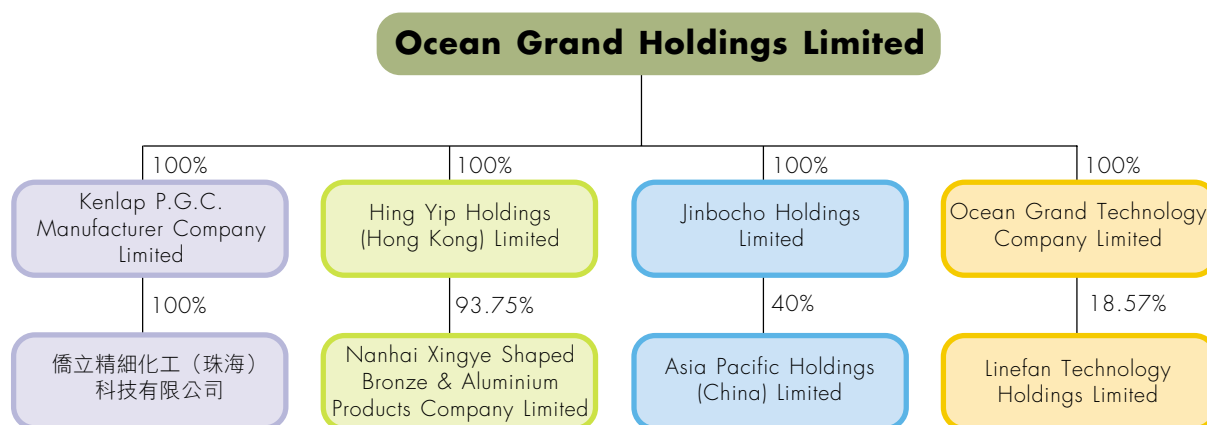 Ocean Grand Holdings Limited
100%
100%
100%
100%
Kenlap P.G.C.
Manufacturer Company
Limited
Hing Yip Holdings
(Hong Kong) Limited
Jinbocho Holdings
Limited
Ocean Grand Technology
Company Limited
100%
93.75%
40%
18.57%
僑立精細化工（珠海）
科技有限公司
Nanhai Xingye Shaped
Bronze & Aluminium
Products Company Limited
Asia Pacific Holdings
(China) Limited
Linefan Technology
Holdings Limited